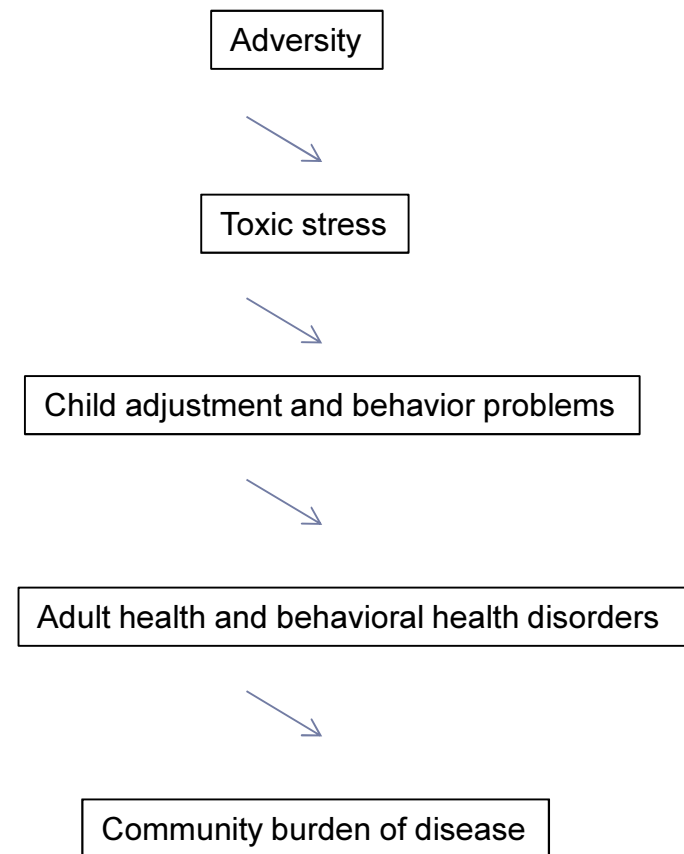 Adversity
Toxic stress
Child adjustment and behavior problems
Adult health and behavioral health disorders
Community burden of disease